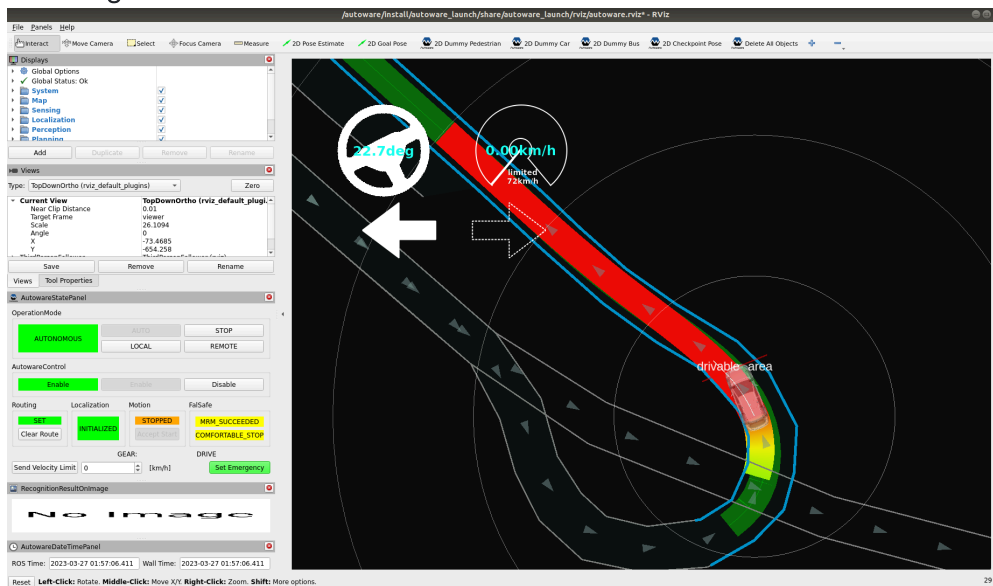 /autoware/install/autoware_launch/share/autoware_launch/rviz/autoware.rviz* - RViz
File Panels Help
Interact Move Camera Select Focus Camera Measure 2D Pose Estimate 2D Goal Pose 2D Dummy Pedestrian 2D Dummy Car 2D Dummy Bus 2D Checkpoint Pose Delete All Objects
Displays
Global Options
Global Status: Ok
System
Map
Sensing
Localization
Perception
Planning
Add Duplicate Remove Rename
Views
Type: TopDownOrtho (rviz_default_plugins) Zero
Current View TopDownOrtho (rviz_default_plugi...
Near Clip Distance 0.01
Target Frame viewer
Scale 26.1094
Angle 0
X -73.4685
Y -654.258
Save Remove Rename
Views Tool Properties
AutowareStatePanel
OperationMode
AUTONOMOUS AUTO STOP
LOCAL REMOTE
AutowareControl
Enable Enable Disable
Routing Localization Motion FailSafe
SET INITIALIZED STOPPED MRM_SUCCEEDED
Clear Route Accept Start COMFORTABLE_STOP
GEAR: DRIVE
Send Velocity Limit 0 [km/h] Set Emergency
RecognitionResultOnImage
No Image
AutowareDateTimePanel
ROS Time: 2023-03-27 01:57:06.411 Wall Time: 2023-03-27 01:57:06.411
Reset Left-Click: Rotate. Middle-Click: Move X/Y. Right-Click: Zoom. Shift: More options. 29
22.7deg
0.00km/h
limited
72km/h
drivable area